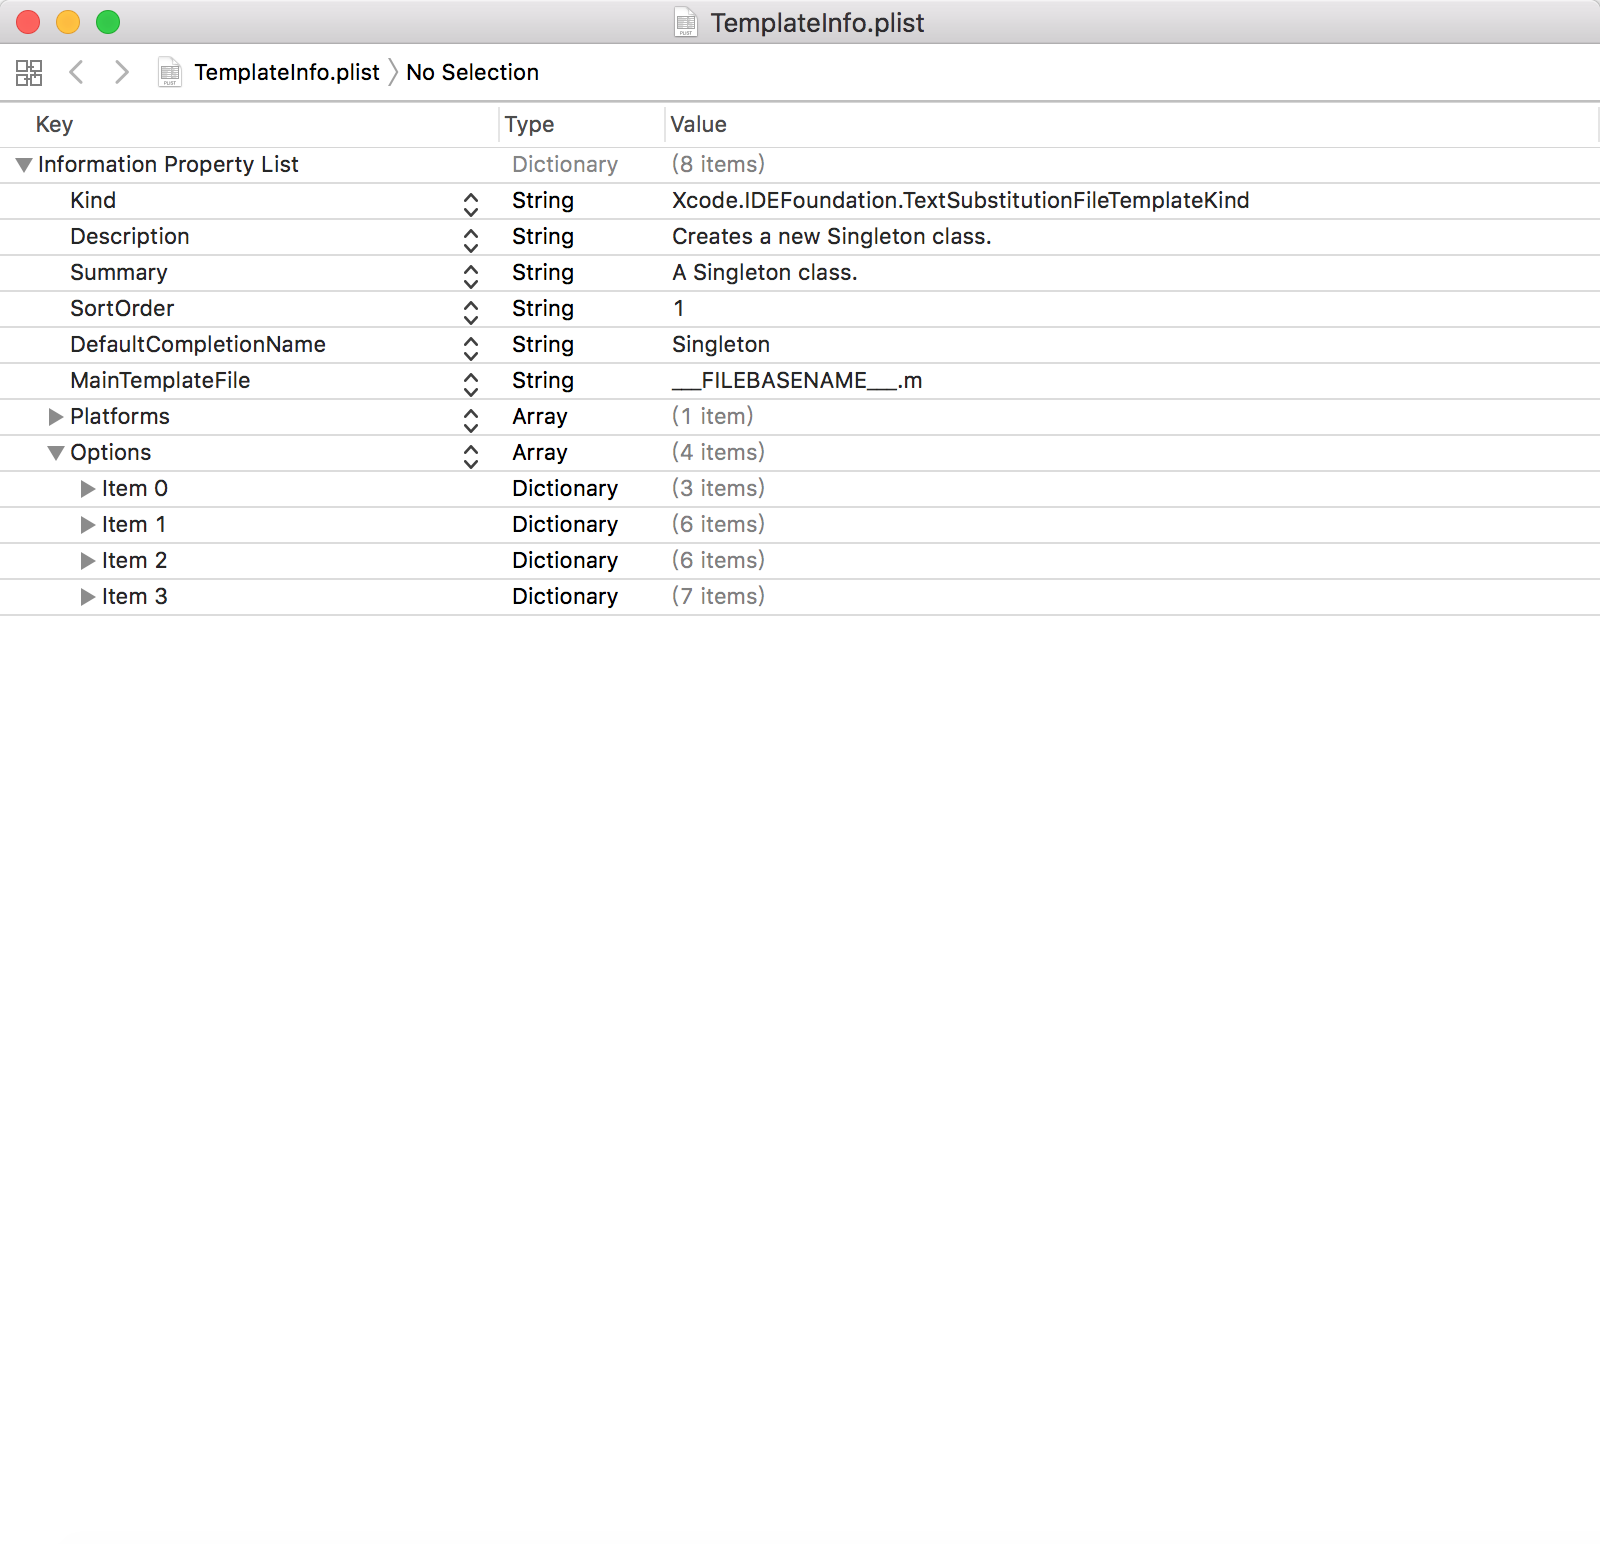 TemplateInfo.plist
TemplateInfo.plist No Selection
Key Type Value
Information Property List Dictionary (8 items)
Kind String Xcode.IDEFoundation.TextSubstitutionFileTemplateKind
Description String Creates a new Singleton class.
Summary String A Singleton class.
SortOrder String 1
DefaultCompletionName String Singleton
MainTemplateFile String ___FILEBASENAME___.m
Platforms Array (1 item)
Options Array (4 items)
Item 0 Dictionary (3 items)
Item 1 Dictionary (6 items)
Item 2 Dictionary (6 items)
Item 3 Dictionary (7 items)